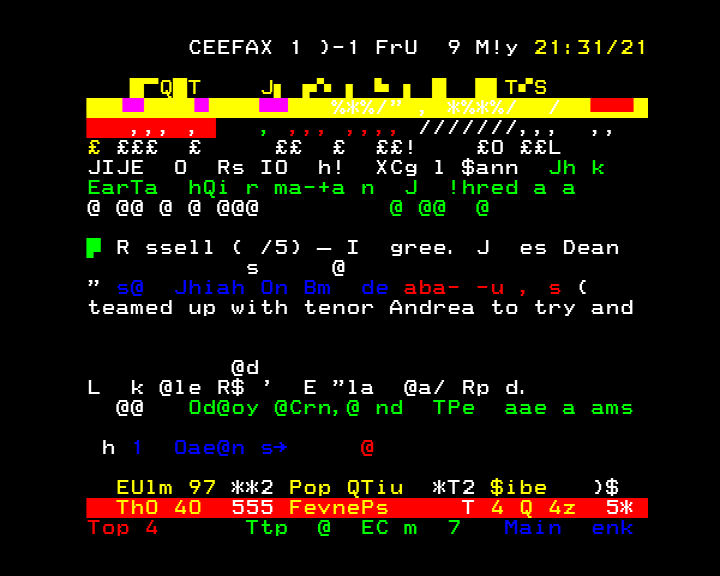 CEEFAX 1 )-1 FrU 9 M!y 21:31/21
Q T J T S
%*%/” , *%*%/ /
,,, , , ,,, ,,,, ///////,,, ,,
£ £££ £ ££ £ ££! £O ££L
JIJE O Rs IO h! XCg l $ann Jh k
EarTa hQi r ma-+a n J !hred a a
@ @@ @ @ @@@ @ @@ @
R ssell ( /5) — I gree. J es Dean
s @
” s@ Jhiah On Bm de aba- -u , s (
teamed up with tenor Andrea to try and
@d
L k @le R$ ’ E ”la @a/ Rp d.
@@ Od@oy @Crn,@ nd TPe aae a ams
h 1 Oae@n s→ @
EUlm 97 **2 Pop QTiu *T2 $ibe )$
ThO 4O 555 FevnePs T 4 Q 4z 5*
Top 4 Ttp @ EC m 7 Main enk